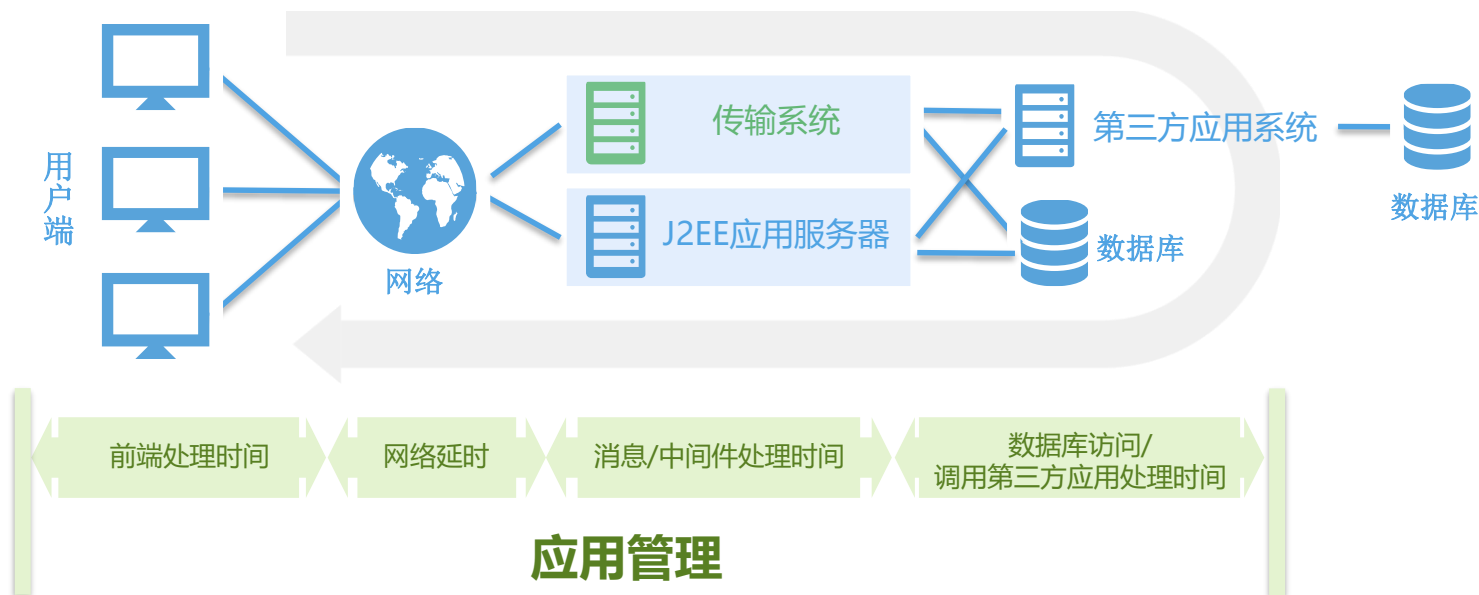 用户端
网络
传输系统
J2EE应用服务器
第三方应用系统
数据库
数据库
前端处理时间
网络延时
消息/中间件处理时间
数据库访问/
调用第三方应用处理时间
应用管理